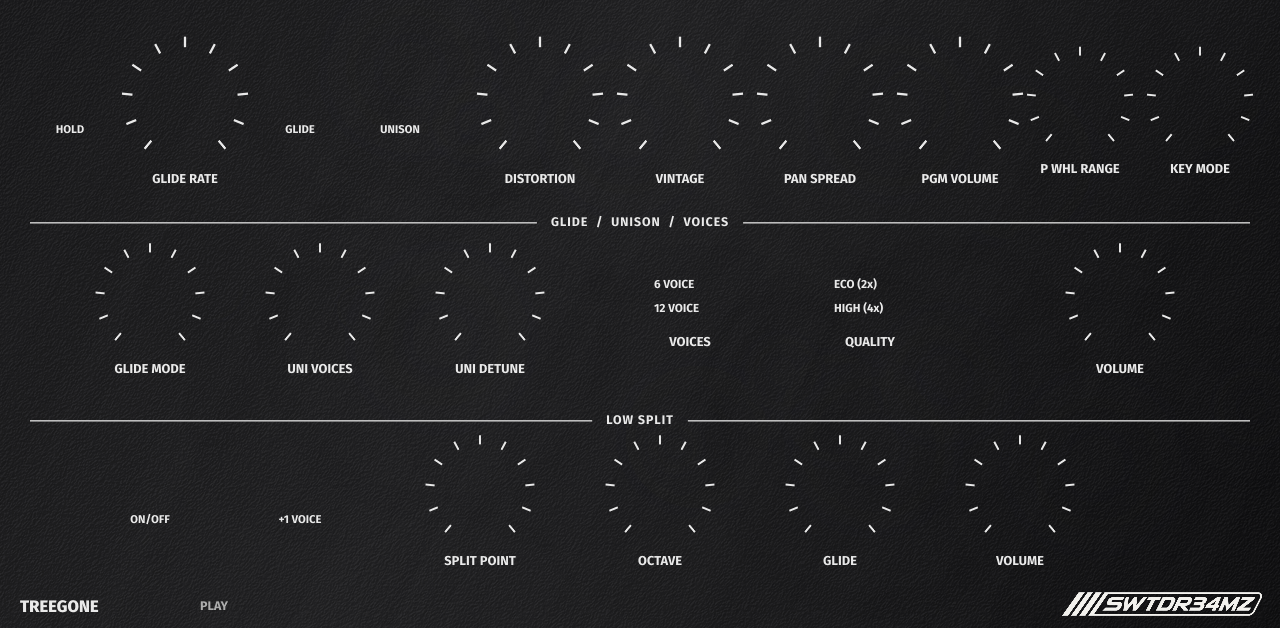 HOLD
GLIDE RATE
GLIDE
UNISON
DISTORTION
VINTAGE
PAN SPREAD
PGM VOLUME
P WHL RANGE
KEY MODE
GLIDE / UNISON / VOICES
GLIDE MODE
UNI VOICES
UNI DETUNE
6 VOICE
12 VOICE
VOICES
ECO (2x)
HIGH (4x)
QUALITY
VOLUME
LOW SPLIT
ON/OFF
+1 VOICE
SPLIT POINT
OCTAVE
GLIDE
VOLUME
TREEGONE
PLAY
SWTDR34MZ